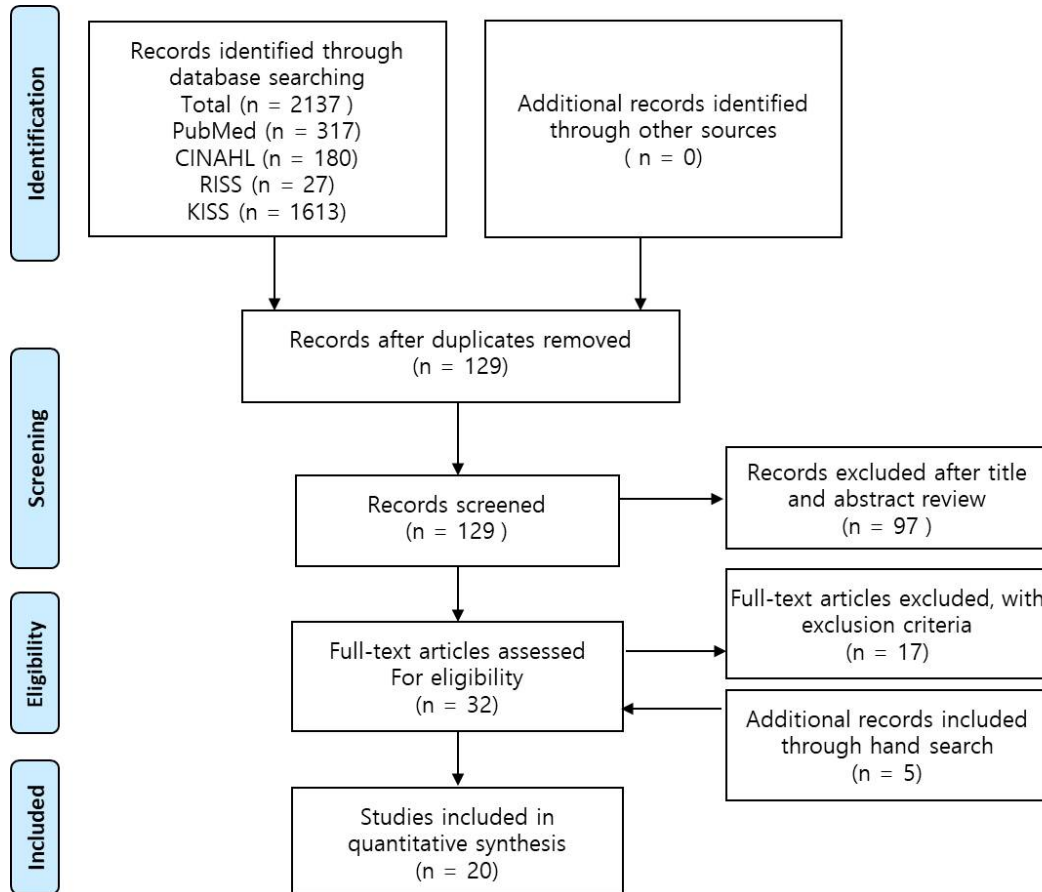 Identification
Records identified through
database searching
Total (n = 2137 )
PubMed (n = 317)
CINAHL (n = 180)
RISS (n = 27)
KISS (n = 1613)
Additional records identified
through other sources
( n = 0)
Records after duplicates removed
(n = 129)
Screening
Records screened
(n = 129 )
Records excluded after title
and abstract review
(n = 97 )
Eligibility
Full-text articles assessed
For eligibility
(n = 32)
Full-text articles excluded, with
exclusion criteria
(n = 17)
Additional records included
through hand search
(n = 5)
Included
Studies included in
quantitative synthesis
(n = 20)